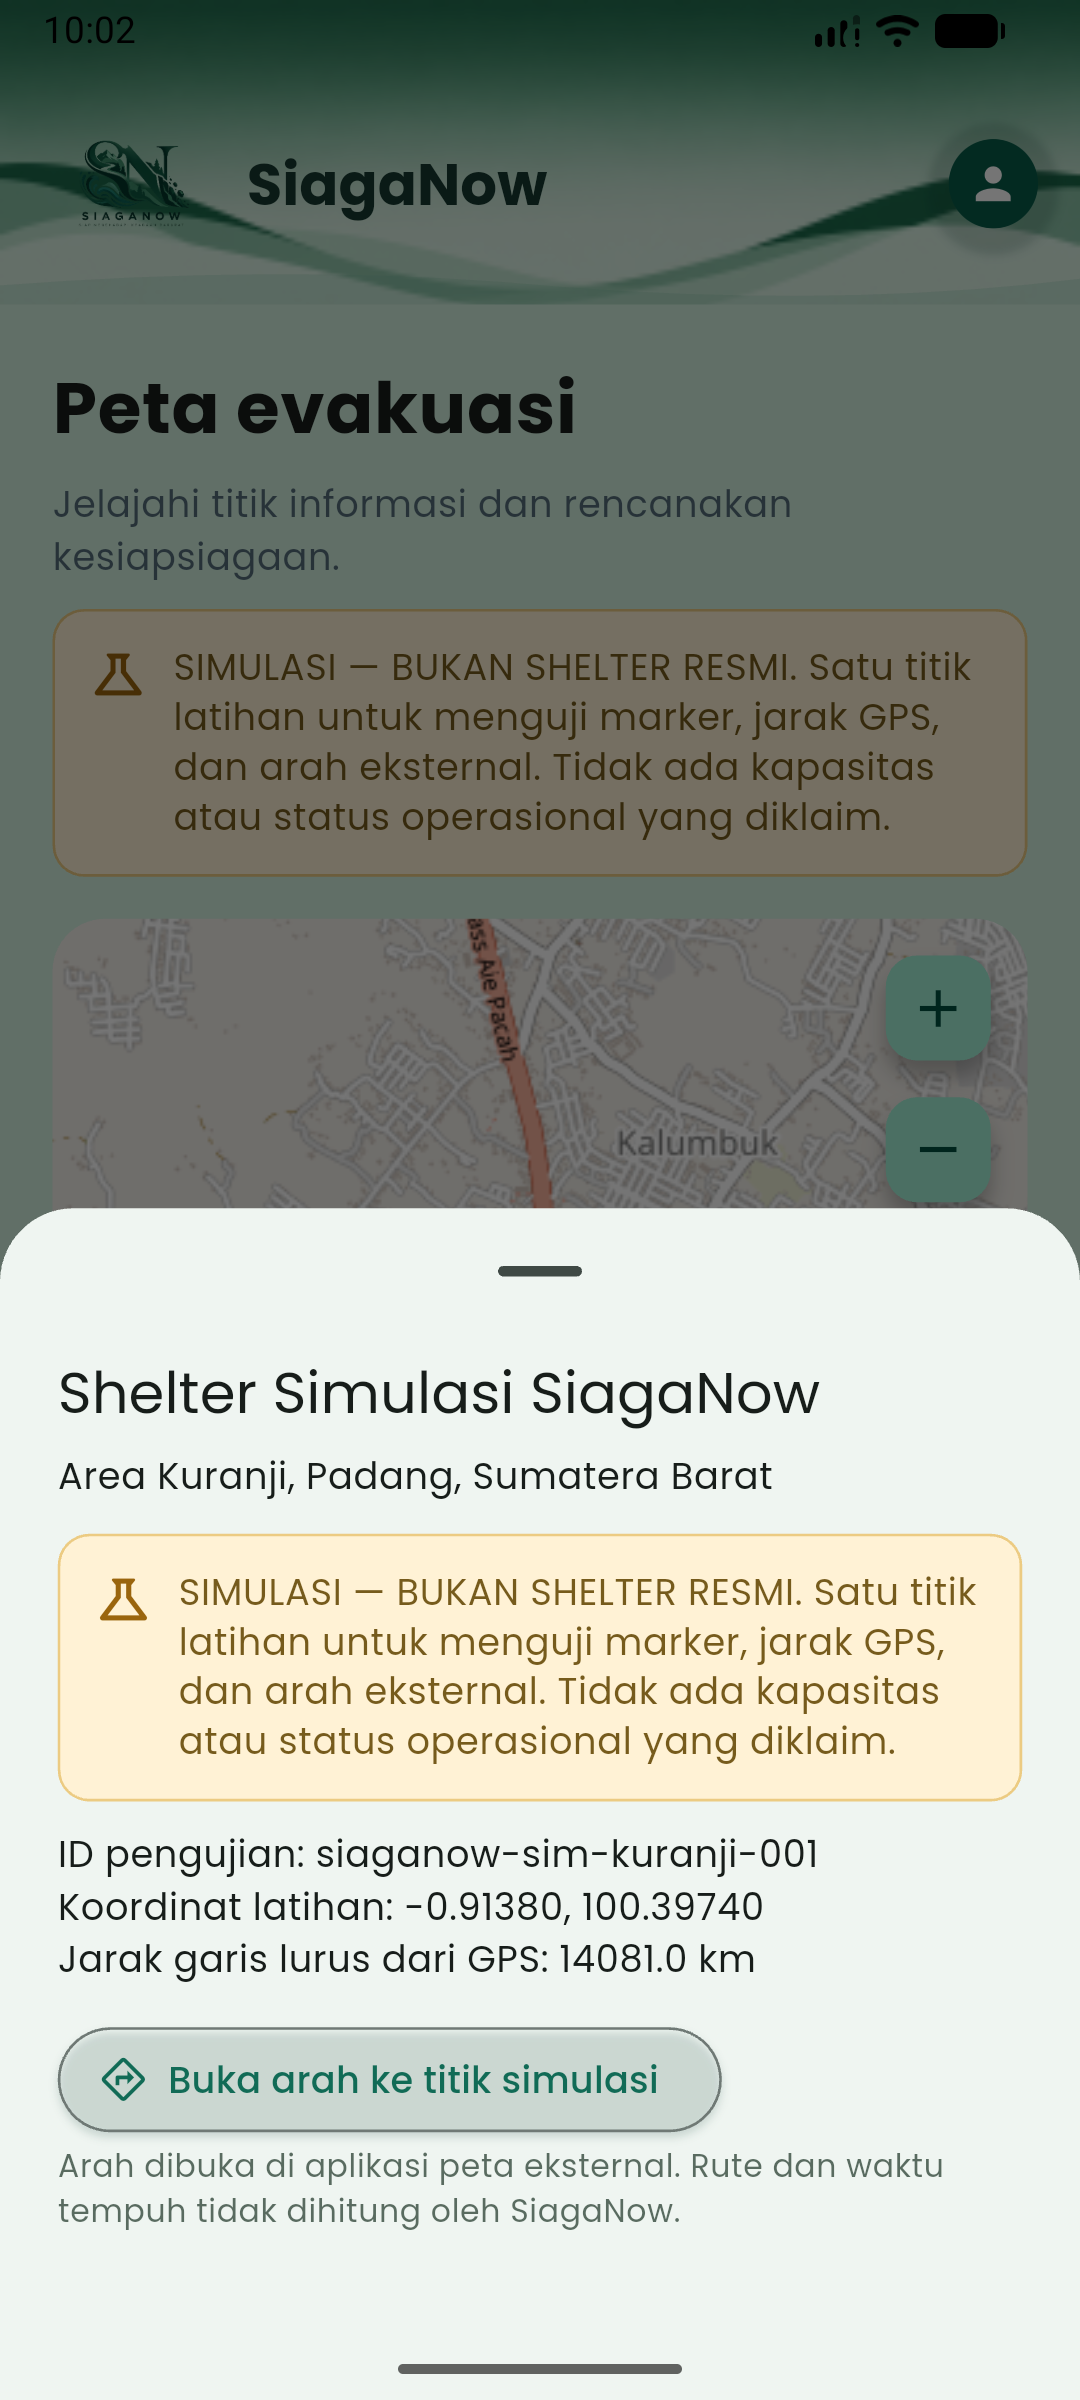 10:02
SIAGANOW
SiagaNow
Peta evakuasi
Jelajahi titik informasi dan rencanakan
kesiapsiagaan.
SIMULASI — BUKAN SHELTER RESMI. Satu titik
latihan untuk menguji marker, jarak GPS,
dan arah eksternal. Tidak ada kapasitas
atau status operasional yang diklaim.
ass Aie Pacah
+
Kalumbuk
−
Shelter Simulasi SiagaNow
Area Kuranji, Padang, Sumatera Barat
SIMULASI — BUKAN SHELTER RESMI. Satu titik
latihan untuk menguji marker, jarak GPS,
dan arah eksternal. Tidak ada kapasitas
atau status operasional yang diklaim.
ID pengujian: siaganow-sim-kuranji-001
Koordinat latihan: -0.91380, 100.39740
Jarak garis lurus dari GPS: 14081.0 km
Buka arah ke titik simulasi
Arah dibuka di aplikasi peta eksternal. Rute dan waktu
tempuh tidak dihitung oleh SiagaNow.